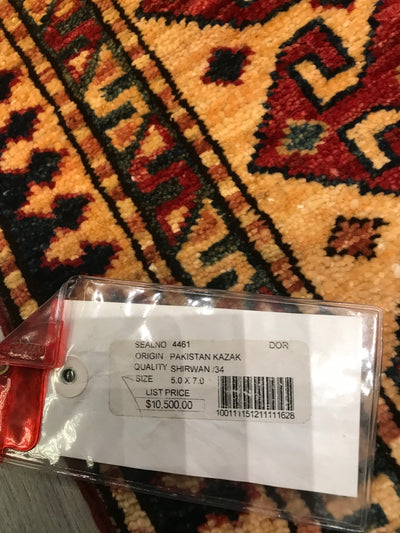 SEALNO 4461 DOR
ORIGIN PAKISTAN KAZAK
QUALITY SHIRWAN /34
SIZE 5.0 X 7.0
LIST PRICE
$10,500.00
100111151211111628